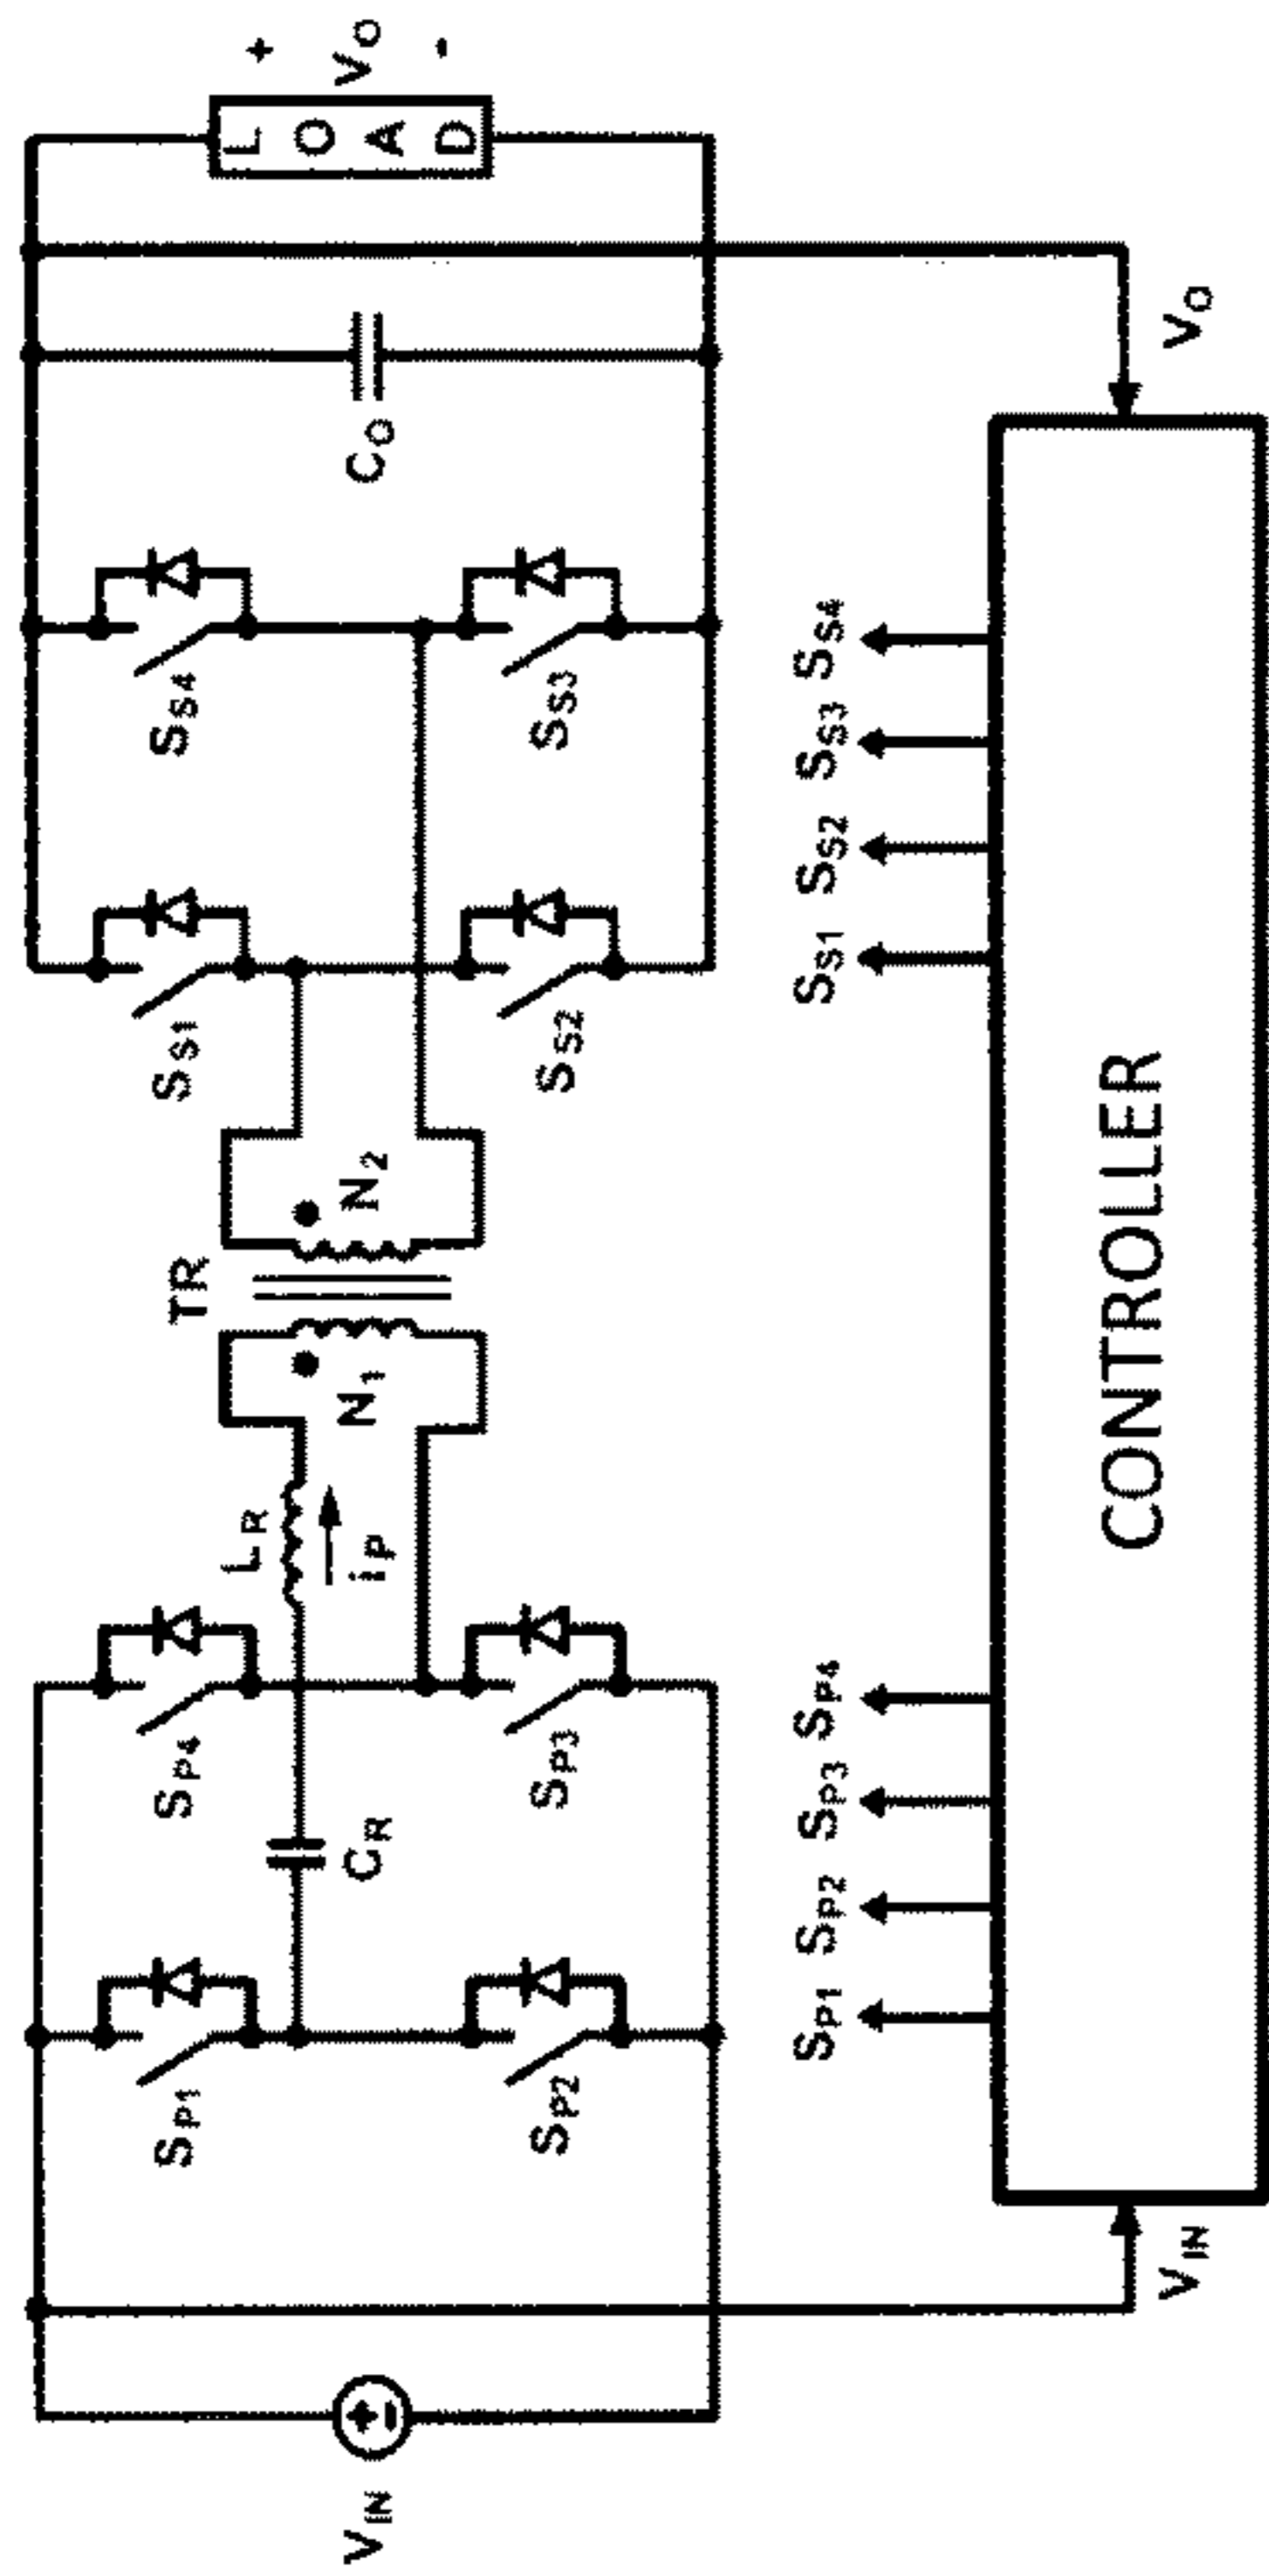 V_IN
S_P1
S_P2
C_R
S_P4
S_P3
L_R
i_P
N_1
TR
N_2
S_S1
S_S2
S_S4
S_S3
C_O
LOAD
+
V_O
-
S_P1
S_P2
S_P3
S_P4
S_S1
S_S2
S_S3
S_S4
V_IN
CONTROLLER
V_O